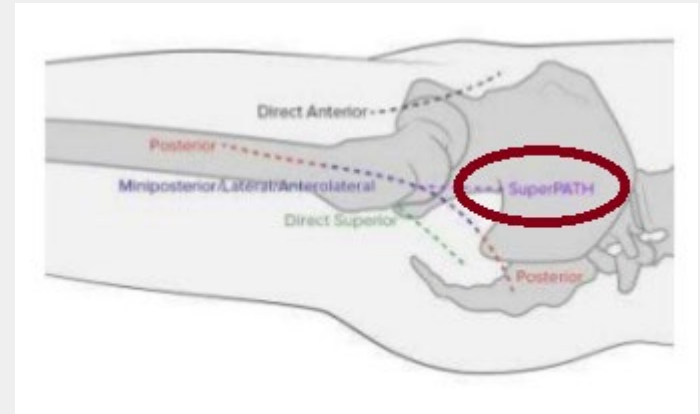 Direct Anterior
Posterior
Miniposterior/Lateral/Anterolateral
SuperPATH
Direct Superior
Posterior